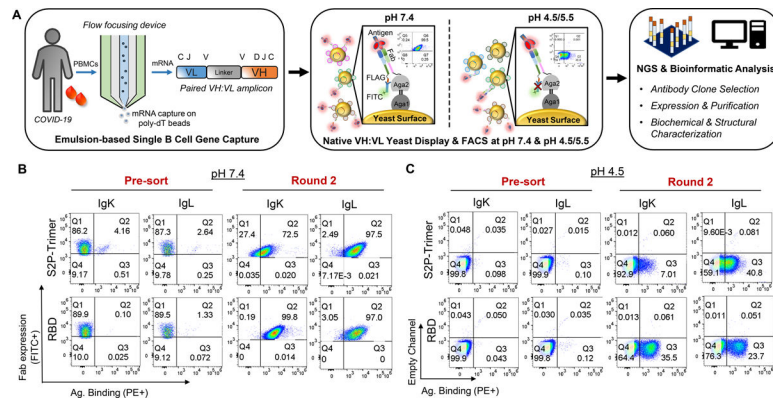 A
Flow focusing device
PBMCs
mRNA
C J V V D J C
VL Linker VH
Paired VH:VL amplicon
mRNA capture on
poly-dT beads
COVID-19
Emulsion-based Single B Cell Gene Capture
pH 7.4
pH 4.5/5.5
Antigen
Fab
FLAG
FITC
Aga2
Aga1
Yeast Surface
Aga2
Aga1
Yeast Surface
Native VH:VL Yeast Display & FACS at pH 7.4 & pH 4.5/5.5
NGS & Bioinformatic Analysis
• Antibody Clone Selection
• Expression & Purification
• Biochemical & Structural
Characterization
B
pH 7.4
Pre-sort Round 2
IgK IgL IgK IgL
S2P-Trimer
Q1 Q2 Q1 Q2 Q1 Q2 Q1 Q2
86.2 4.16 87.3 2.64 27.4 72.5 2.49 97.5
Q4 Q3 Q4 Q3 Q4 Q3 Q4 Q3
9.17 0.51 9.78 0.25 0.035 0.020 7.17E-3 0.021
RBD
Q1 Q2 Q1 Q2 Q1 Q2 Q1 Q2
89.9 0.10 89.5 1.33 0.19 99.8 3.05 97.0
Q4 Q3 Q4 Q3 Q4 Q3 Q4 Q3
10.0 0.025 9.12 0.072 0 0.014 0 0
Fab expression
(FITC+)
Ag. Binding (PE+)
C
pH 4.5
Pre-sort Round 2
IgK IgL IgK IgL
S2P-Trimer
Q1 Q2 Q1 Q2 Q1 Q2 Q1 Q2
0.048 0.035 0.027 0.015 0.012 0.060 9.60E-3 0.081
Q4 Q3 Q4 Q3 Q4 Q3 Q4 Q3
99.8 0.098 99.9 0.10 92.9 7.01 59.1 40.8
RBD
Q1 Q2 Q1 Q2 Q1 Q2 Q1 Q2
0.043 0.050 0.030 0.035 0.013 0.061 0.011 0.051
Q4 Q3 Q4 Q3 Q4 Q3 Q4 Q3
99.9 0.043 99.8 0.12 64.4 35.5 76.3 23.7
Empty Channel
Ag. Binding (PE+)